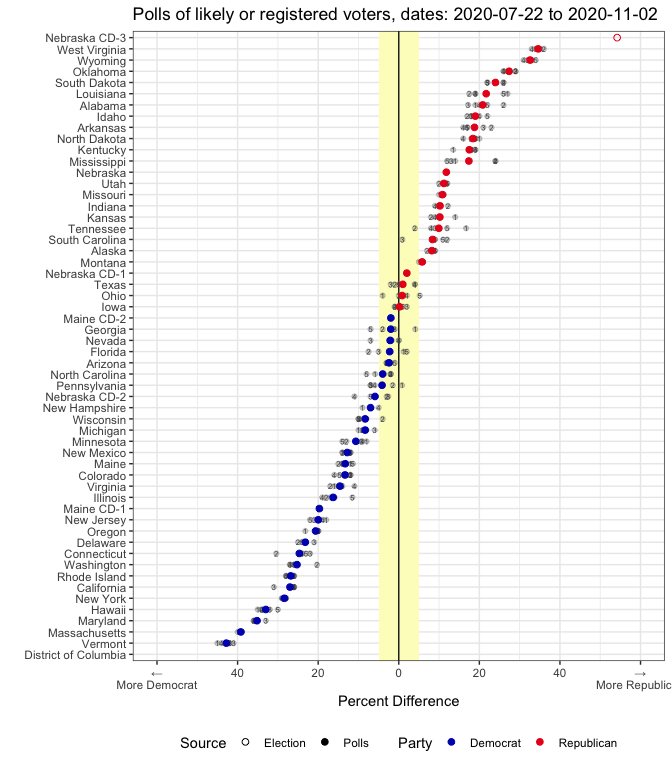 Polls of likely or registered voters, dates: 2020-07-22 to 2020-11-02
Nebraska CD-3
West Virginia
Wyoming
Oklahoma
South Dakota
Louisiana
Alabama
Idaho
Arkansas
North Dakota
Kentucky
Mississippi
Nebraska
Utah
Missouri
Indiana
Kansas
Tennessee
South Carolina
Alaska
Montana
Nebraska CD-1
Texas
Ohio
Iowa
Maine CD-2
Georgia
Nevada
Florida
Arizona
North Carolina
Pennsylvania
Nebraska CD-2
New Hampshire
Wisconsin
Michigan
Minnesota
New Mexico
Maine
Colorado
Virginia
Illinois
Maine CD-1
New Jersey
Oregon
Delaware
Connecticut
Washington
Rhode Island
California
New York
Hawaii
Maryland
Massachusetts
Vermont
District of Columbia
← 40 20 0 20 40 →
More Democrat More Republic
Percent Difference
Source Election Polls Party Democrat Republican